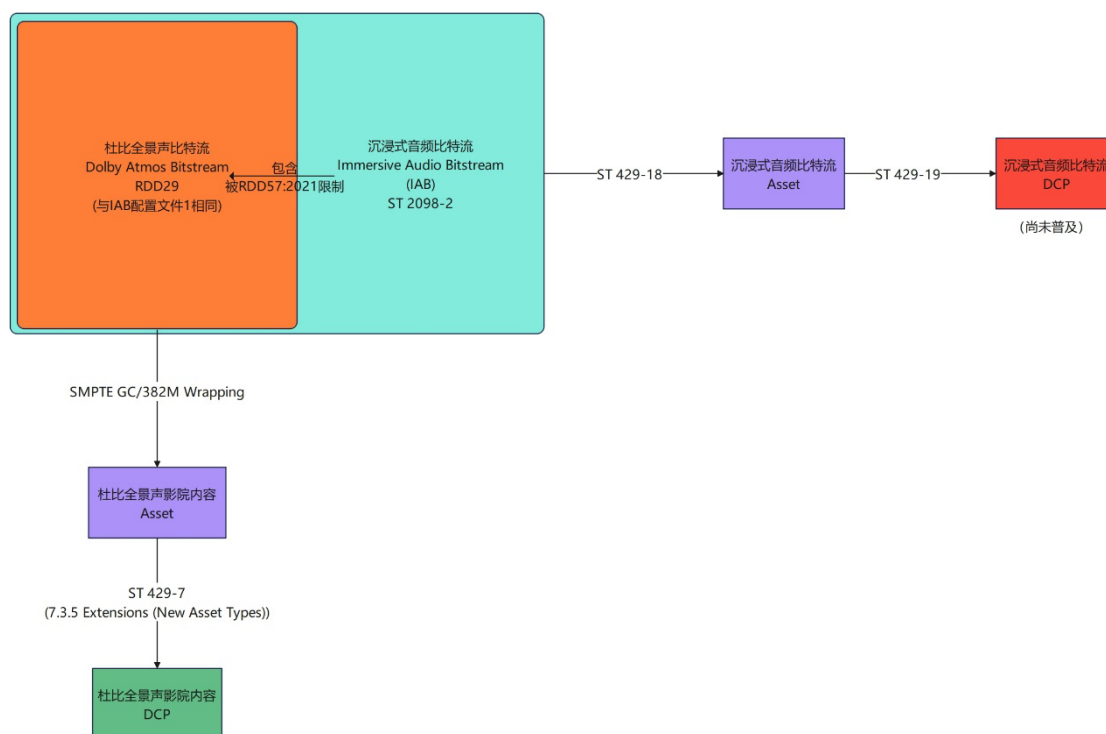 杜比全景声比特流
Dolby Atmos Bitstream
RDD29
(与IAB配置文件1相同)
包含
被RDD57:2021限制
沉浸式音频比特流
Immersive Audio Bitstream
(IAB)
ST 2098-2
ST 429-18
沉浸式音频比特流
Asset
ST 429-19
沉浸式音频比特流
DCP
(尚未普及)
SMPTE GC/382M Wrapping
杜比全景声影院内容
Asset
ST 429-7
(7.3.5 Extensions (New Asset Types))
杜比全景声影院内容
DCP